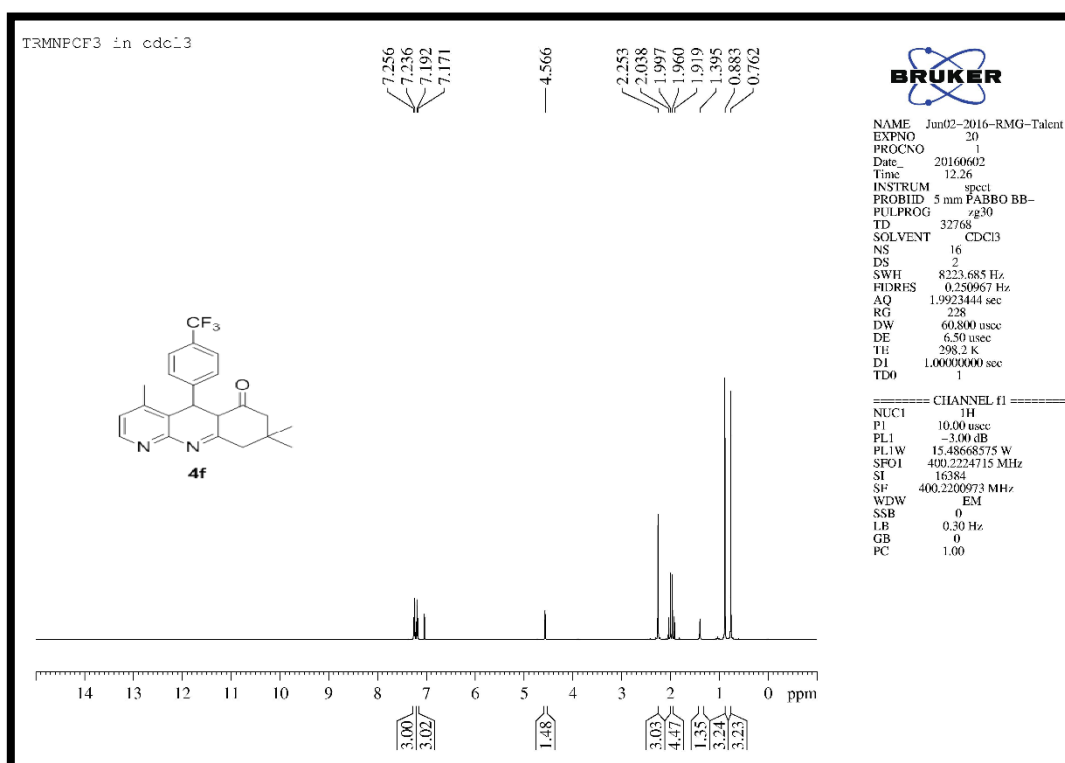 TRMNPCF3 in cdcl3
7.256
7.236
7.192
7.171
4.566
2.253
2.038
1.997
1.960
1.919
1.395
0.883
0.762
BRUKER
NAME Jun02-2016-RMG-Talent
EXPNO 20
PROCNO 1
Date_ 20160602
Time 12.26
INSTRUM spect
PROBHD 5 mm PABBO BB-
PULPROG zg30
TD 32768
SOLVENT CDCl3
NS 16
DS 2
SWH 8223.685 Hz
FIDRES 0.250967 Hz
AQ 1.9923444 sec
RG 228
DW 60.800 usec
DE 6.50 usec
TE 298.2 K
D1 1.00000000 sec
TD0 1
======== CHANNEL f1 ========
NUC1 1H
P1 10.00 usec
PL1 -3.00 dB
PL1W 15.48668575 W
SFO1 400.2224715 MHz
SI 16384
SF 400.2200973 MHz
WDW EM
SSB 0
LB 0.30 Hz
GB 0
PC 1.00
CF3
O
N N
4f
14 13 12 11 10 9 8 7 6 5 4 3 2 1 0 ppm
3.00
3.02
1.48
3.03
4.47
1.35
3.24
3.23